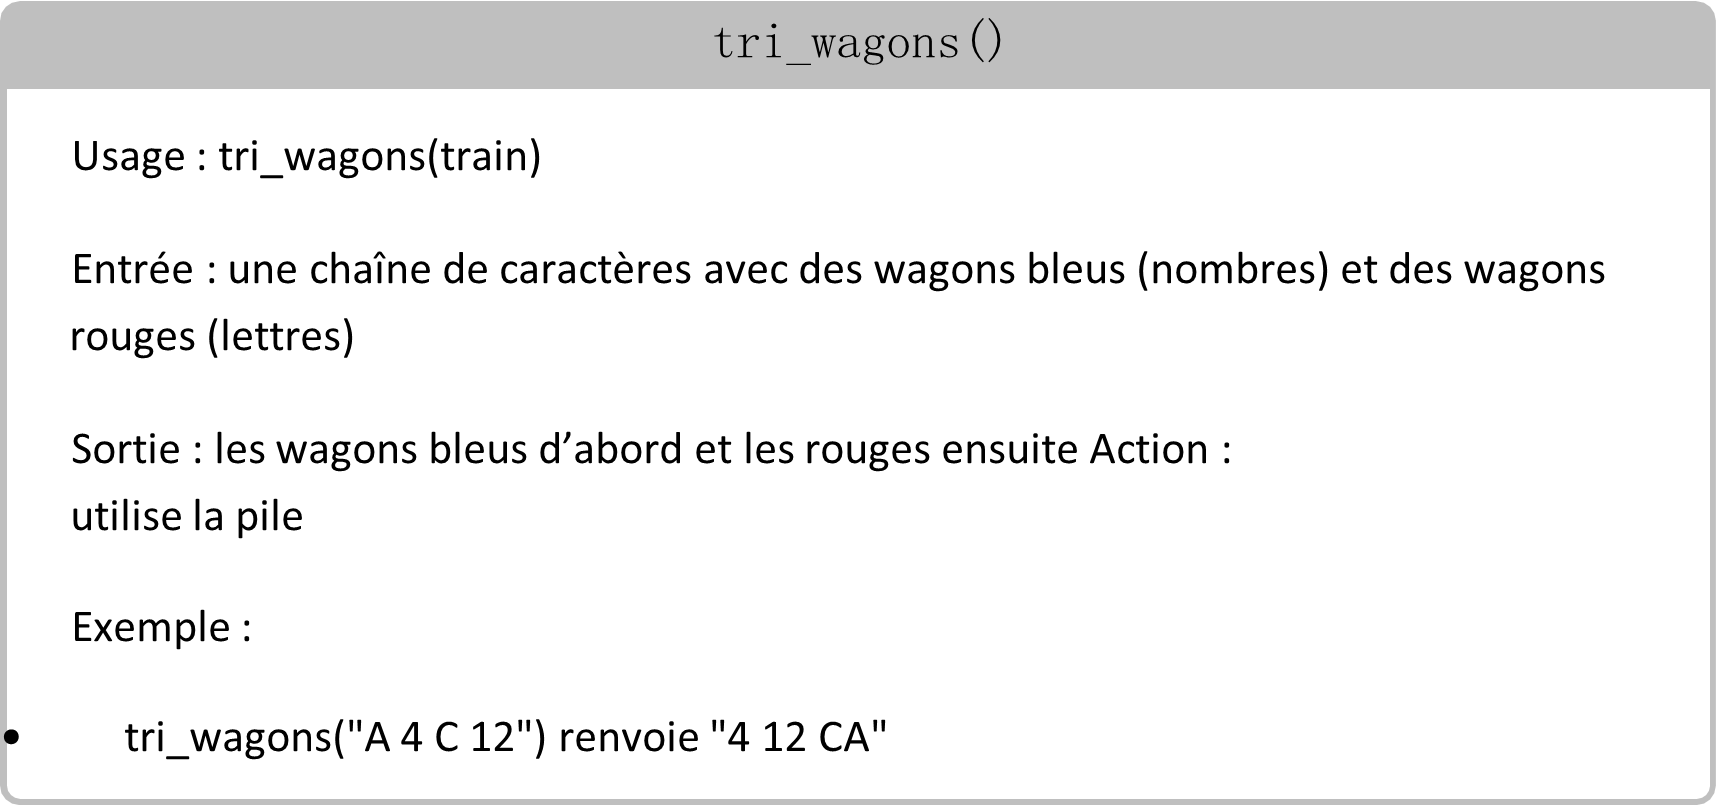 tri_wagons()
Usage : tri_wagons(train)
Entrée : une chaîne de caractères avec des wagons bleus (nombres) et des wagons
rouges (lettres)
Sortie : les wagons bleus d’abord et les rouges ensuite Action :
utilise la pile
Exemple :
• tri_wagons("A 4 C 12") renvoie "4 12 CA"